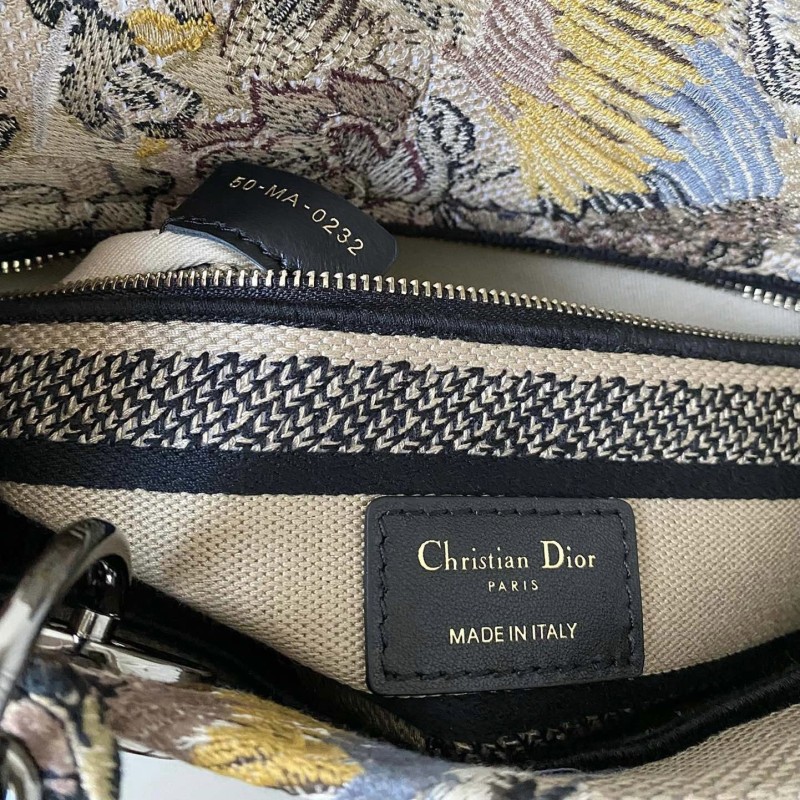 50-MA-0232
Christian Dior
PARIS
MADE IN ITALY